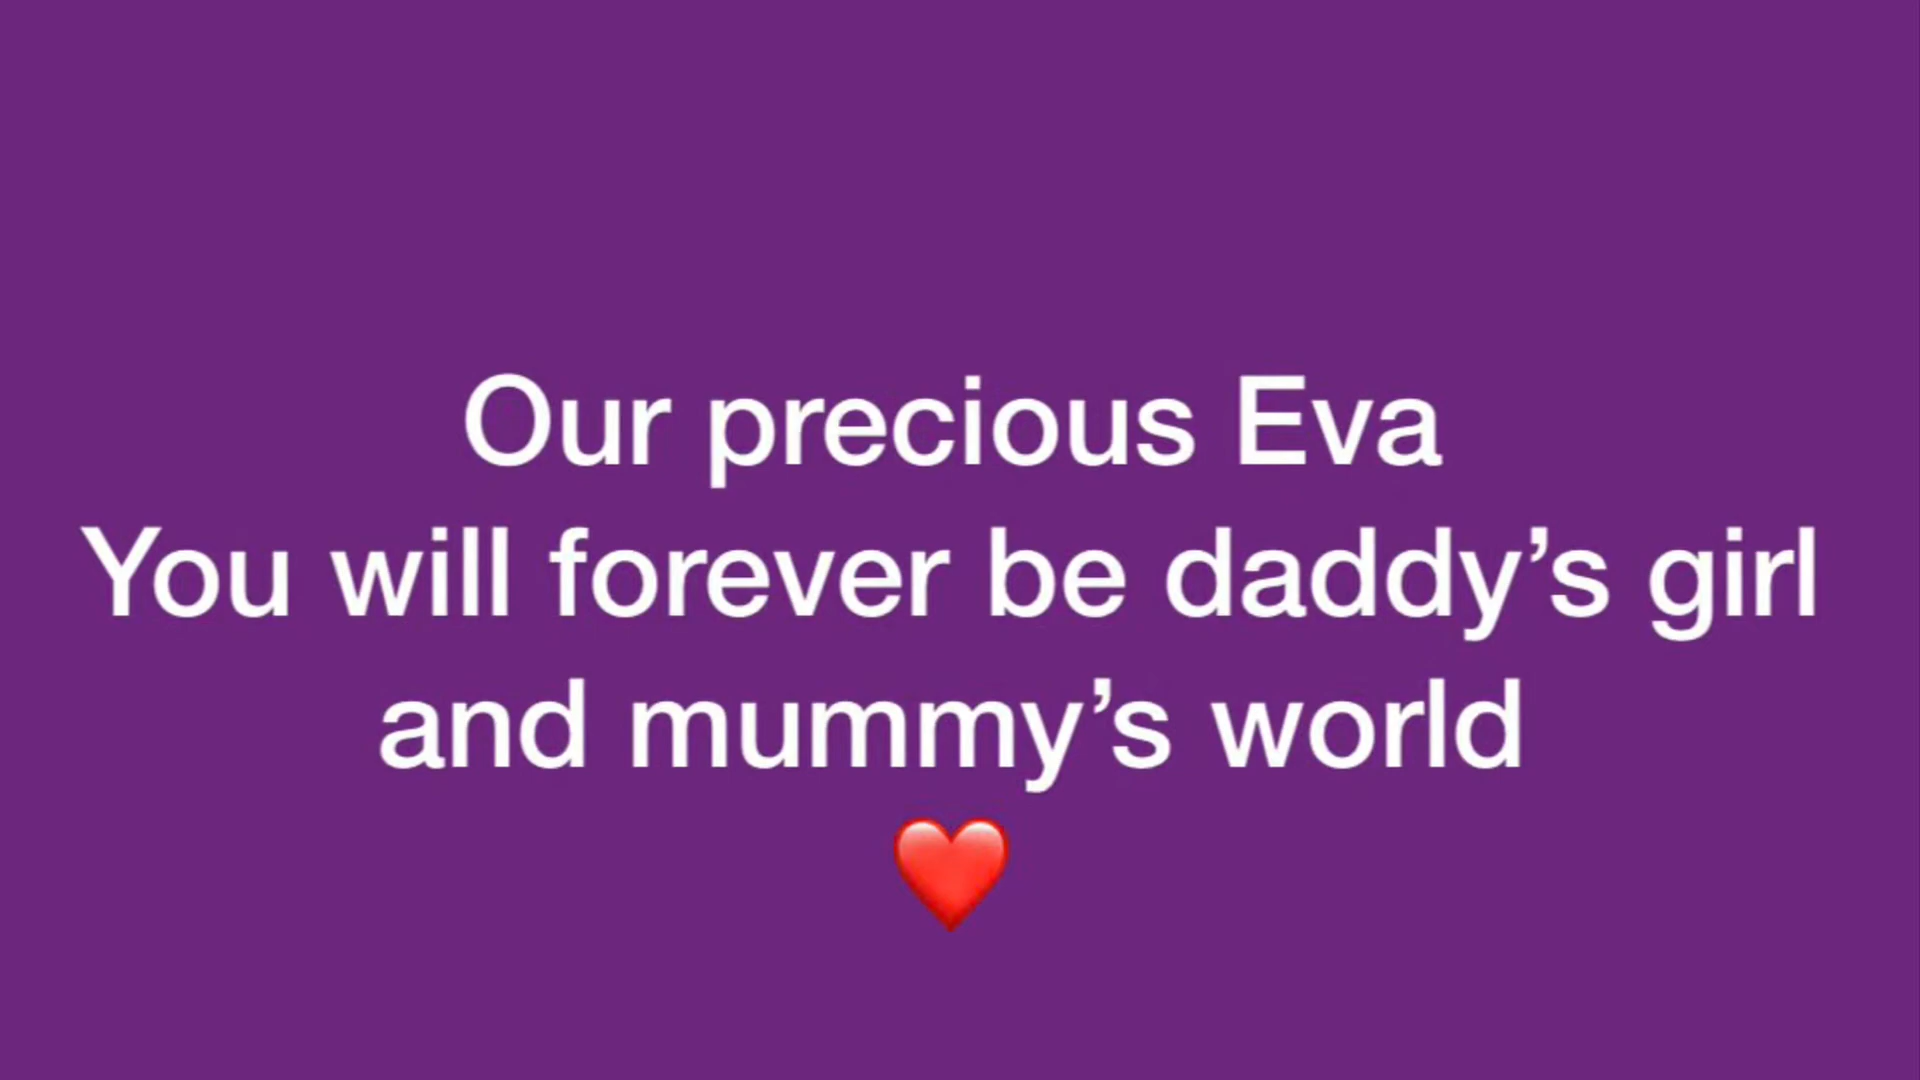 Our precious Eva
You will forever be daddy’s girl
and mummy’s world
❤️